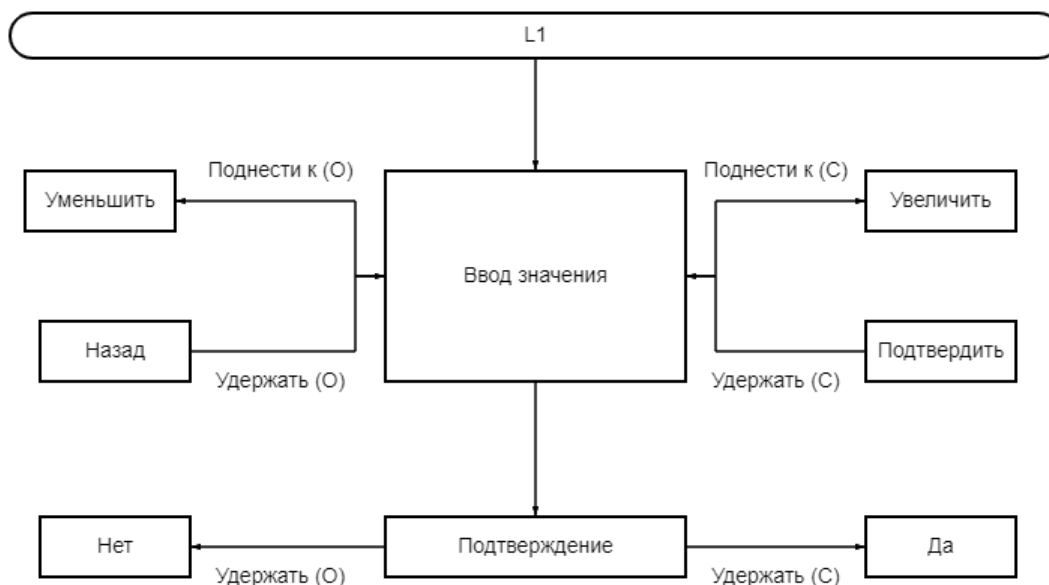 L1
Поднести к (O)
Поднести к (C)
Уменьшить
Увеличить
Ввод значения
Назад
Подтвердить
Удержать (O)
Удержать (C)
Нет
Подтверждение
Да
Удержать (O)
Удержать (C)